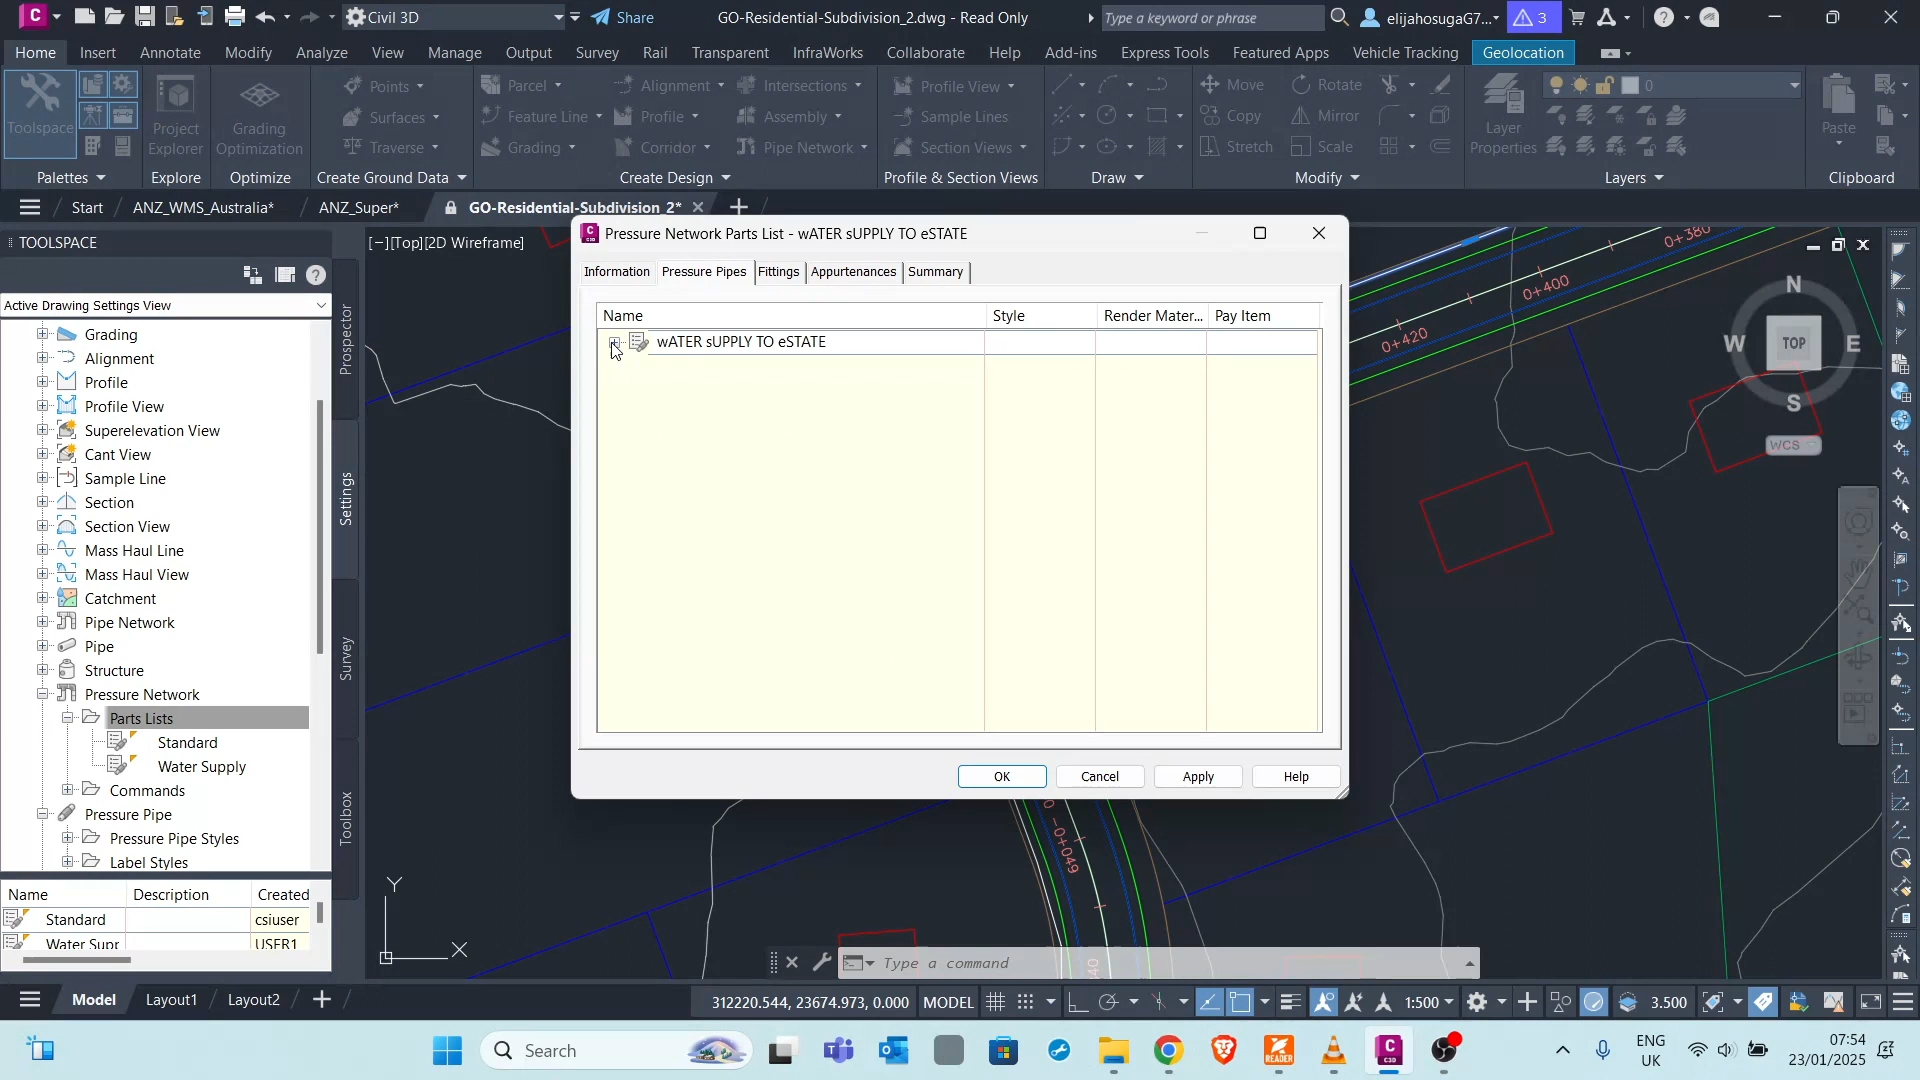 Civil 3D
Share
GO-Residential-Subdivision_2.dwg - Read Only
Type a keyword or phrase
elijahosugaG7...
3
Home
Insert
Annotate
Modify
Analyze
View
Manage
Output
Survey
Rail
Transparent
InfraWorks
Collaborate
Help
Add-ins
Express Tools
Featured Apps
Vehicle Tracking
Geolocation
Toolspace
Project Explorer
Grading Optimization
Points
Surfaces
Traverse
Parcel
Feature Line
Grading
Alignment
Profile
Corridor
Intersections
Assembly
Pipe Network
Profile View
Sample Lines
Section Views
Move
Copy
Stretch
Rotate
Mirror
Scale
Layer Properties
0
Paste
Palettes
Explore
Optimize
Create Ground Data
Create Design
Profile & Section Views
Draw
Modify
Layers
Clipboard
Start
ANZ_WMS_Australia*
ANZ_Super*
GO-Residential-Subdivision_2*
TOOLSPACE
Active Drawing Settings View
Grading
Alignment
Profile
Profile View
Superelevation View
Cant View
Sample Line
Section
Section View
Mass Haul Line
Mass Haul View
Catchment
Pipe Network
Pipe
Structure
Pressure Network
Parts Lists
Standard
Water Supply
Commands
Pressure Pipe
Pressure Pipe Styles
Label Styles
Name
Description
Created
Standard
csiuser
Water Supp
USER1
Prospector
Settings
Survey
Toolbox
[−][Top][2D Wireframe]
Pressure Network Parts List - wATER sUPPLY TO eSTATE
Information
Pressure Pipes
Fittings
Appurtenances
Summary
Name
Style
Render Mater...
Pay Item
wATER sUPPLY TO eSTATE
OK
Cancel
Apply
Help
0+380
0+400
0+420
-0+049
N
W
TOP
E
S
WCS
Y
X
Type a command
Model
Layout1
Layout2
312220.544, 23674.973, 0.000
MODEL
1:500
3.500
Search
ENG
UK
07:54
23/01/2025